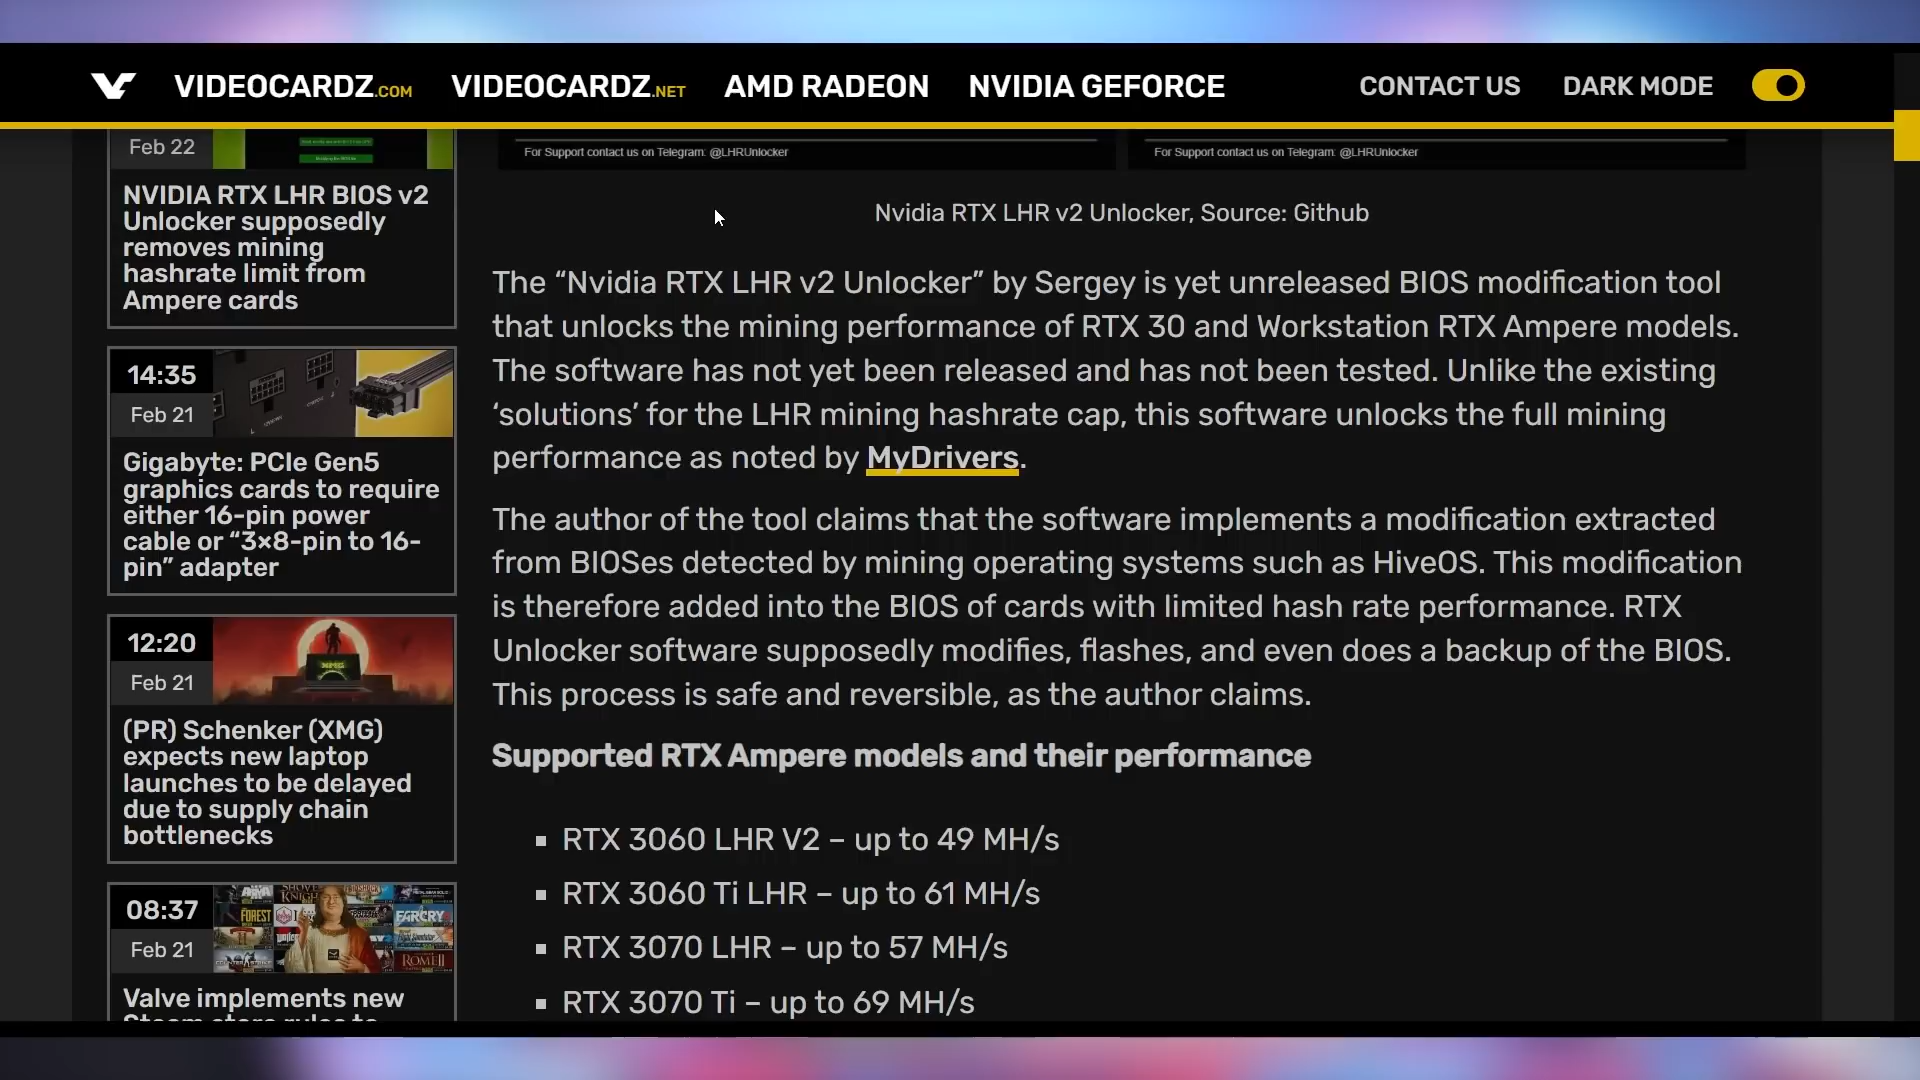 VIDEOCARDZ.COM VIDEOCARDZ.NET AMD RADEON NVIDIA GEFORCE CONTACT US DARK MODE
Feb 22
NVIDIA RTX LHR BIOS v2
Unlocker supposedly
removes mining
hashrate limit from
Ampere cards
14:35
Feb 21
Gigabyte: PCIe Gen5
graphics cards to require
either 16-pin power
cable or “3×8-pin to 16-
pin” adapter
12:20
Feb 21
XMG
(PR) Schenker (XMG)
expects new laptop
launches to be delayed
due to supply chain
bottlenecks
08:37
Feb 21
FOREST
FARCRY
ROME II
Valve implements new
Steam store rules to
For Support contact us on Telegram: @LHRUnlocker
For Support contact us on Telegram: @LHRUnlocker
Nvidia RTX LHR v2 Unlocker, Source: Github
The “Nvidia RTX LHR v2 Unlocker” by Sergey is yet unreleased BIOS modification tool
that unlocks the mining performance of RTX 30 and Workstation RTX Ampere models.
The software has not yet been released and has not been tested. Unlike the existing
‘solutions’ for the LHR mining hashrate cap, this software unlocks the full mining
performance as noted by MyDrivers.
The author of the tool claims that the software implements a modification extracted
from BIOSes detected by mining operating systems such as HiveOS. This modification
is therefore added into the BIOS of cards with limited hash rate performance. RTX
Unlocker software supposedly modifies, flashes, and even does a backup of the BIOS.
This process is safe and reversible, as the author claims.
Supported RTX Ampere models and their performance
▪ RTX 3060 LHR V2 – up to 49 MH/s
▪ RTX 3060 Ti LHR – up to 61 MH/s
▪ RTX 3070 LHR – up to 57 MH/s
▪ RTX 3070 Ti – up to 69 MH/s